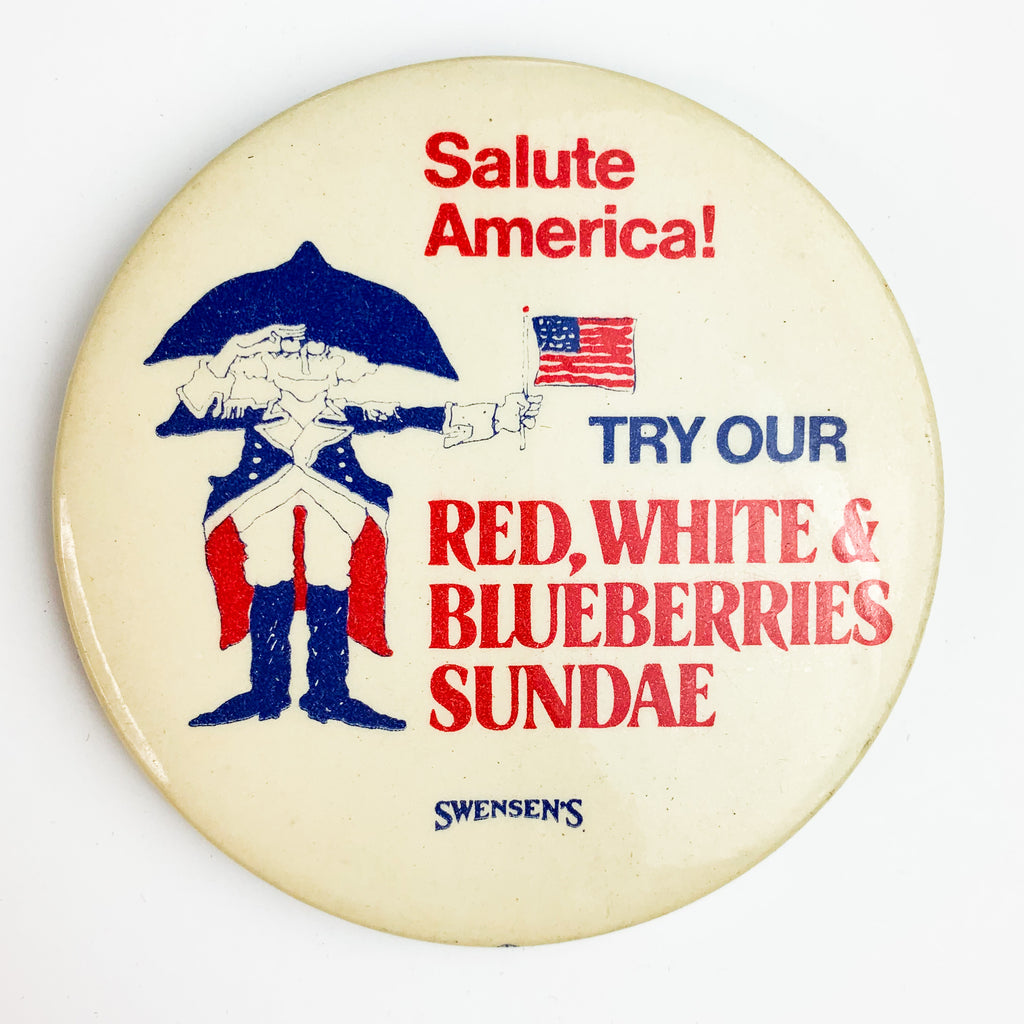 Salute
America!
TRY OUR
RED, WHITE &
BLUEBERRIES
SUNDAE
SWENSEN'S